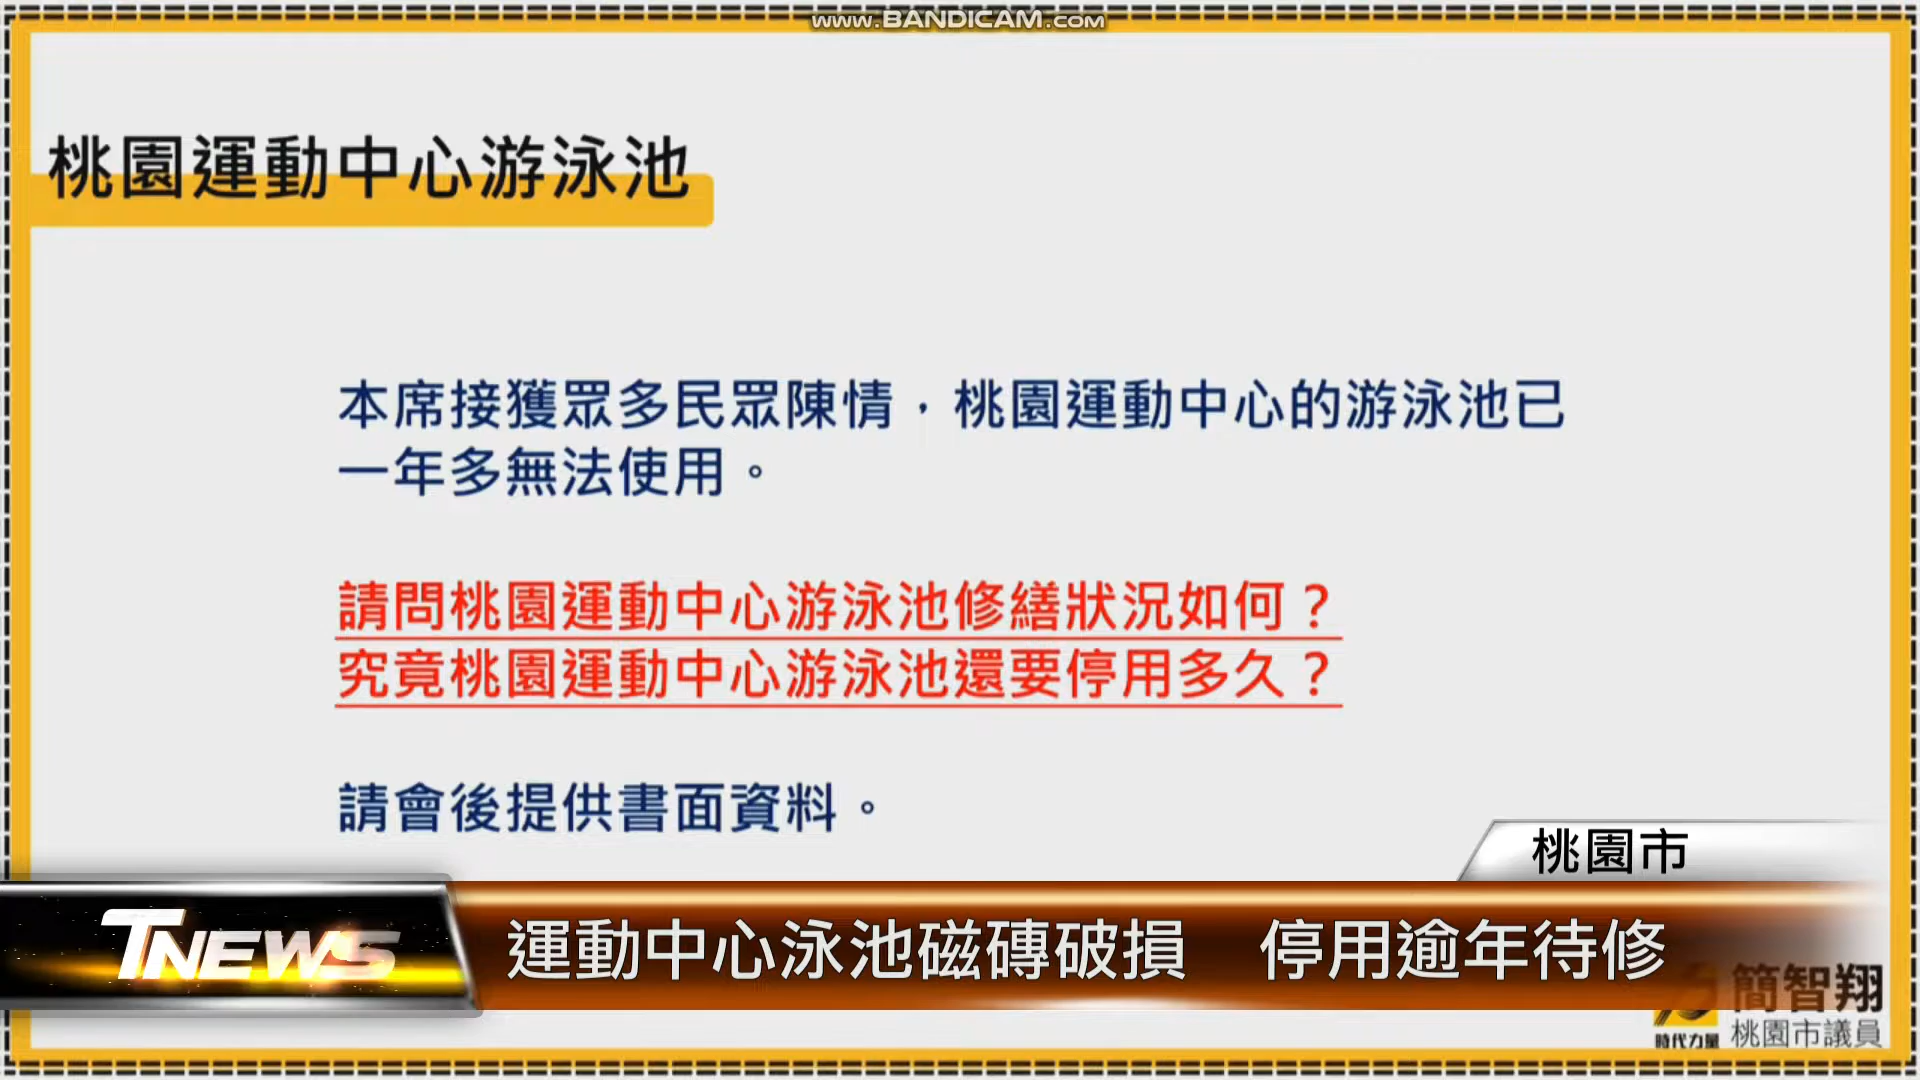 www.BANDICAM.com
桃園運動中心游泳池
本席接獲眾多民眾陳情，桃園運動中心的游泳池已
一年多無法使用。
請問桃園運動中心游泳池修繕狀況如何？
究竟桃園運動中心游泳池還要停用多久？
請會後提供書面資料。
桃園市
TNEWS
運動中心泳池磁磚破損　停用逾年待修
簡智翔
時代力量
桃園市議員